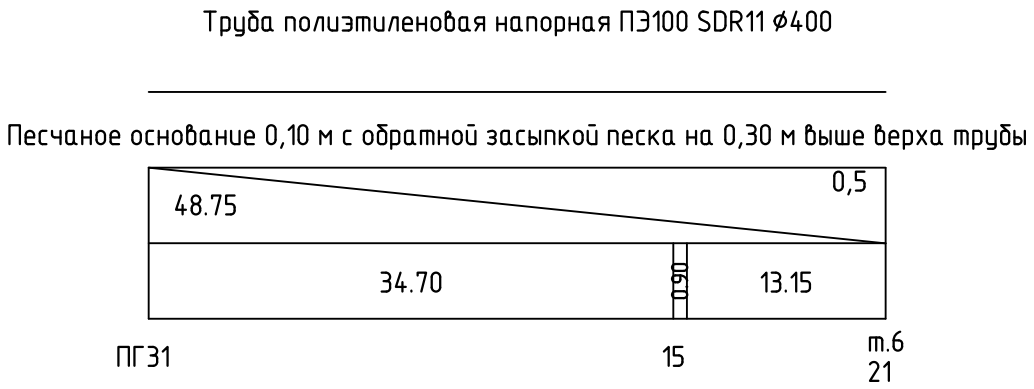 Труба полиэтиленовая напорная ПЭ100 SDR11 ⌀400
Песчаное основание 0,10 м с обратной засыпкой песка на 0,30 м выше верха трубы
0,5
48.75
34.70
0.90
13.15
ПГ31
15
т.6
21